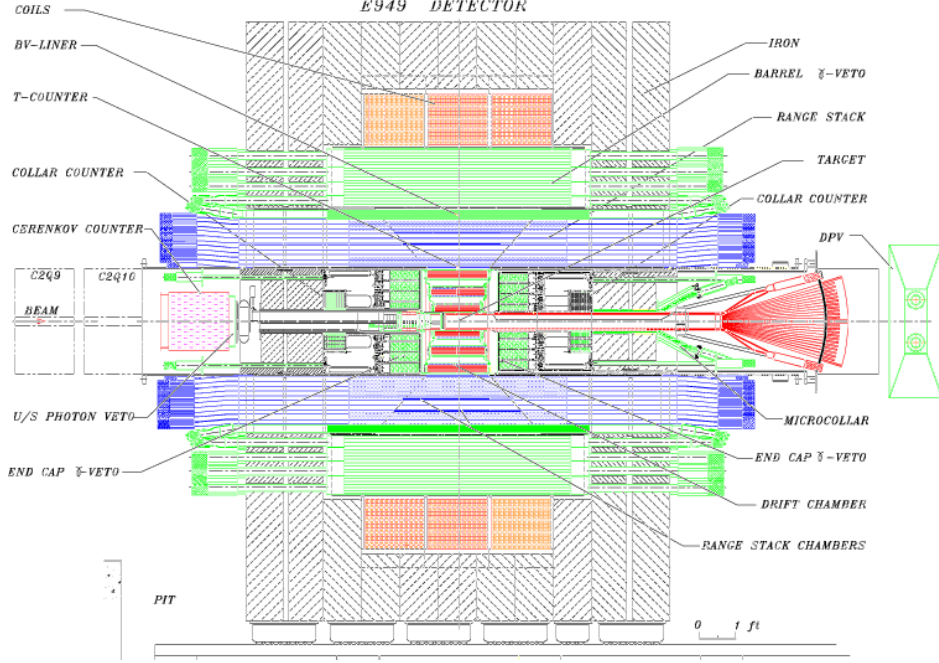 E949 DETECTOR
COILS
BV-LINER
T-COUNTER
COLLAR COUNTER
CERENKOV COUNTER
C2Q9
C2Q10
BEAM
U/S PHOTON VETO
END CAP γ-VETO
PIT
IRON
BARREL γ-VETO
RANGE STACK
TARGET
COLLAR COUNTER
DPV
MICROCOLLAR
END CAP γ-VETO
DRIFT CHAMBER
RANGE STACK CHAMBERS
0 1 ft